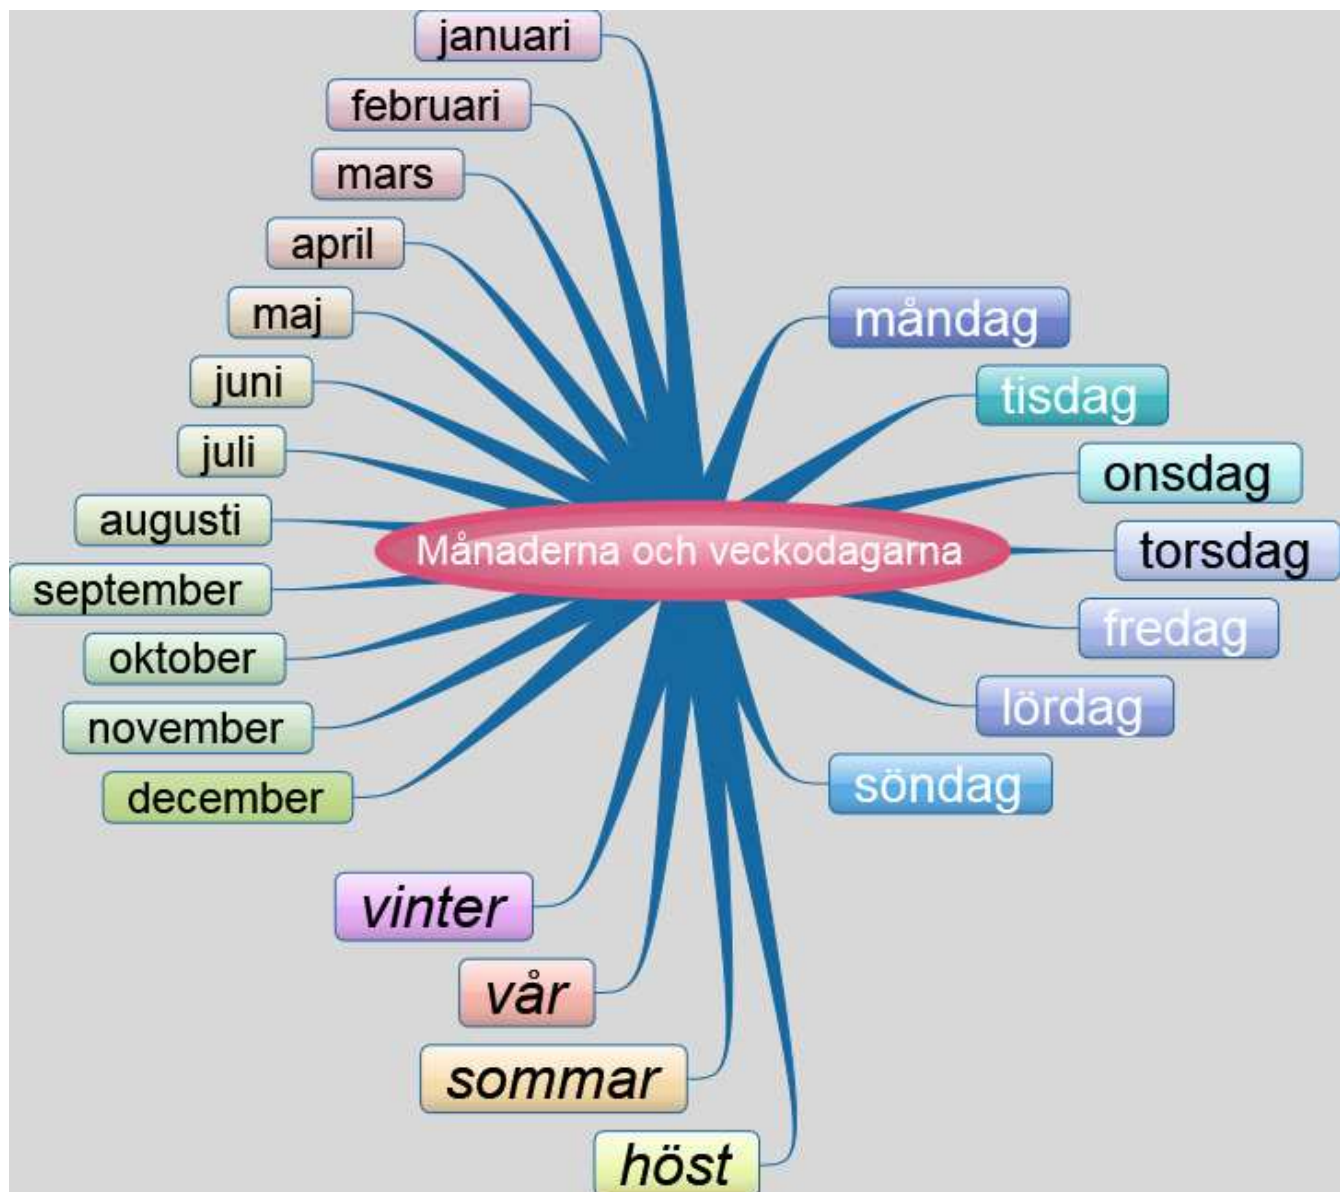 januari
februari
mars
april
maj
juni
juli
augusti
september
oktober
november
december
Månaderna och veckodagarna
måndag
tisdag
onsdag
torsdag
fredag
lördag
söndag
vinter
vår
sommar
höst